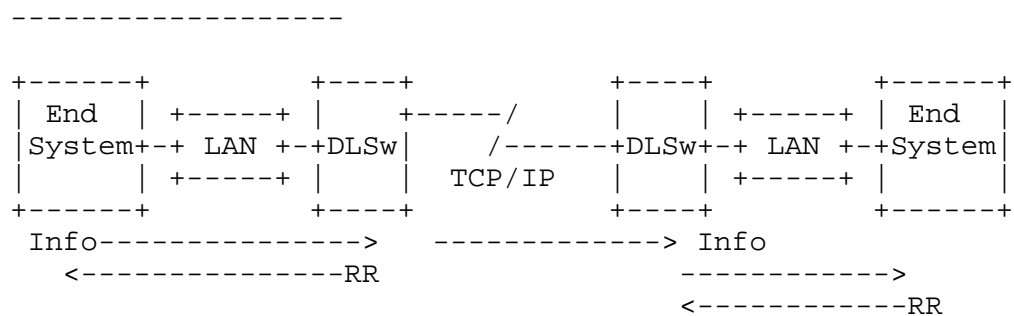 -------------------
+------+            +----+              +----+            +------+
| End  | +-----+ |    +-----/      |    | +-----+ | End  |
|System+-+ LAN +-+DLSw|     /------+DLSw+-+ LAN +-+System|
|      | +-----+ |    |  TCP/IP   |    | +-----+ |      |
+------+            +----+              +----+            +------+
Info---------------> -------------> Info
<---------------RR ------------>
<------------RR